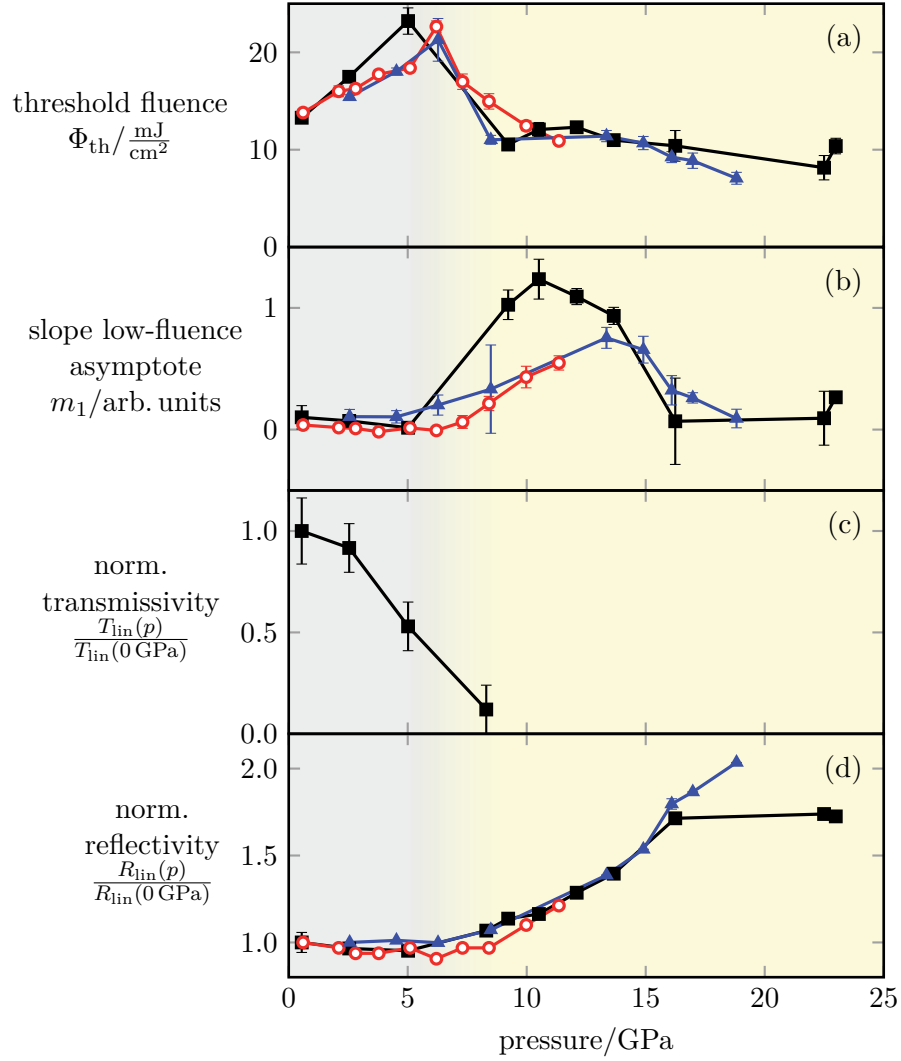 (a)
threshold fluence
Φth/ mJ/cm²
20
10
0
(b)
slope low-fluence
asymptote
m₁/arb. units
1
0
(c)
norm.
transmissivity
Tlin(p)
Tlin(0 GPa)
1.0
0.5
0.0
(d)
norm.
reflectivity
Rlin(p)
Rlin(0 GPa)
2.0
1.5
1.0
0 5 10 15 20 25
pressure/GPa